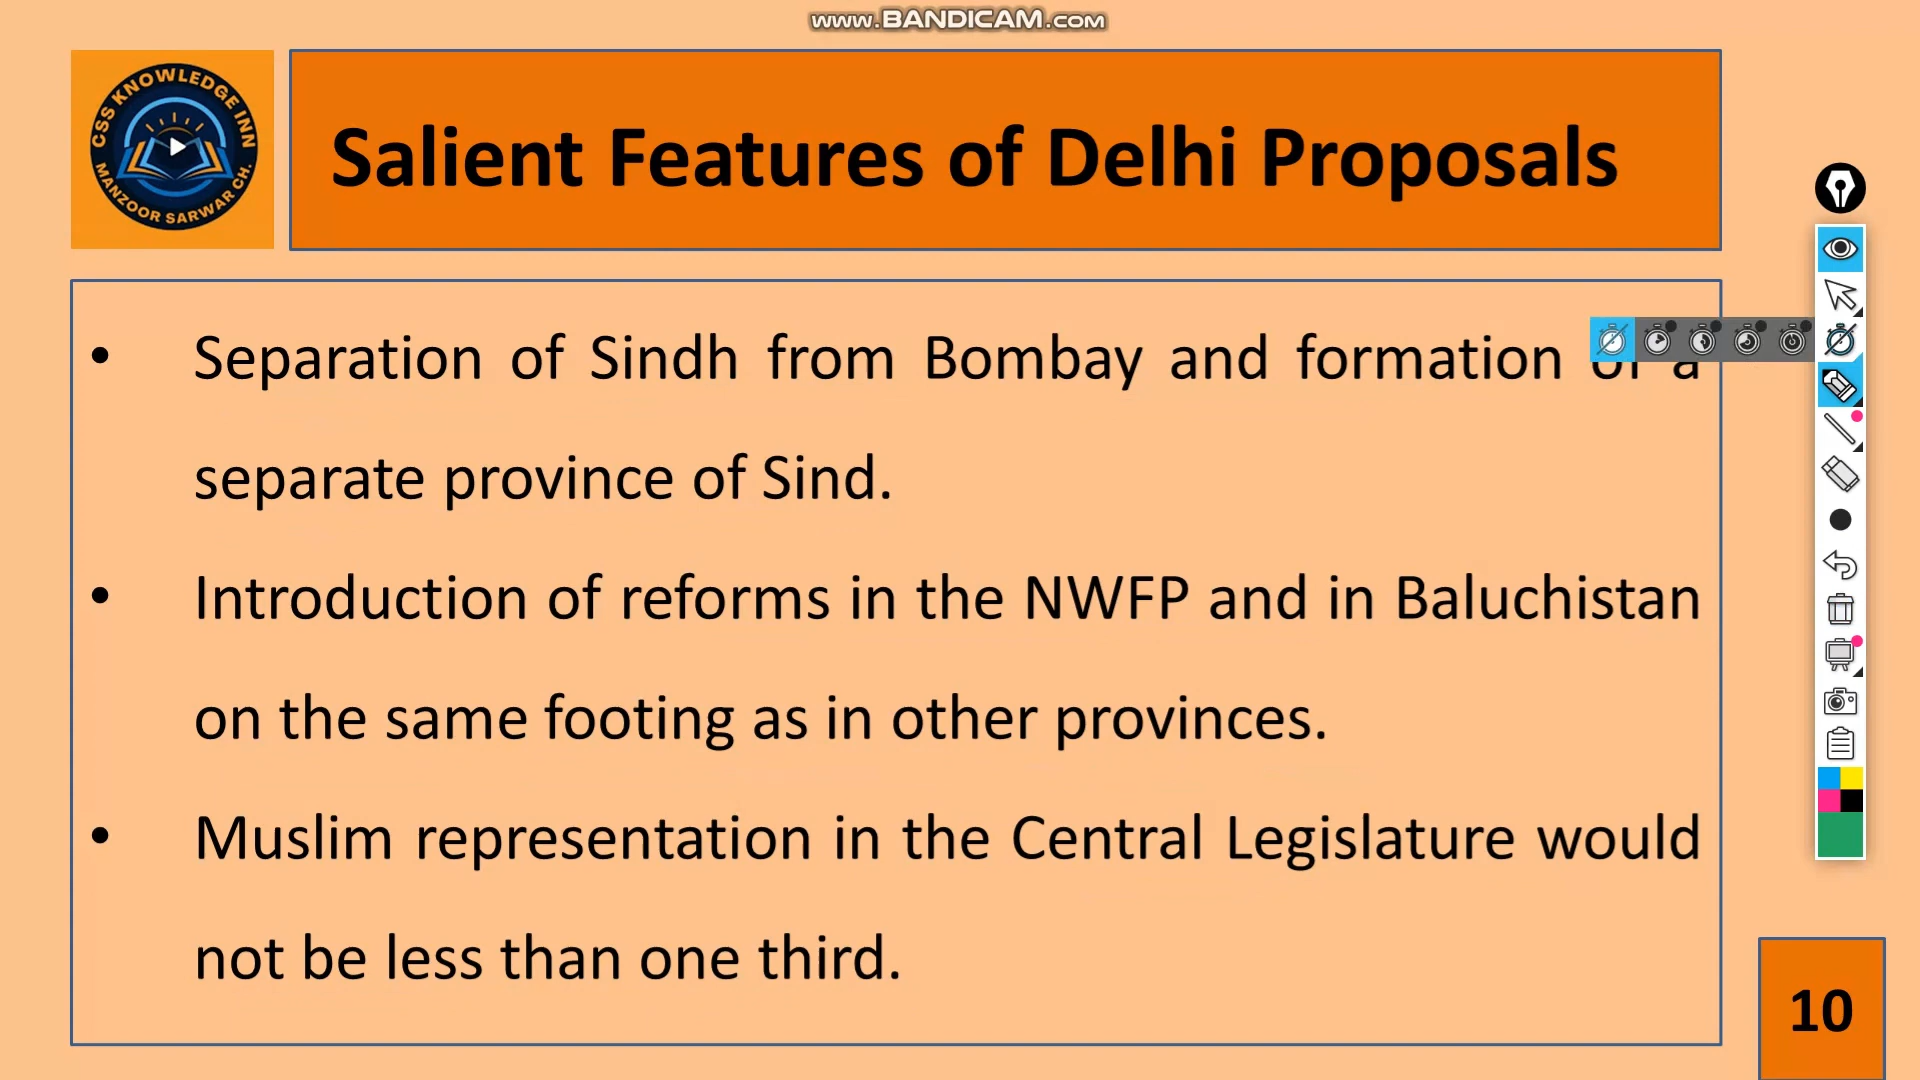 www.BANDICAM.com
CSS KNOWLEDGE INN
MANZOOR SARWAR CH.
Salient Features of Delhi Proposals
• Separation of Sindh from Bombay and formation of a
separate province of Sind.
• Introduction of reforms in the NWFP and in Baluchistan
on the same footing as in other provinces.
• Muslim representation in the Central Legislature would
not be less than one third.
10